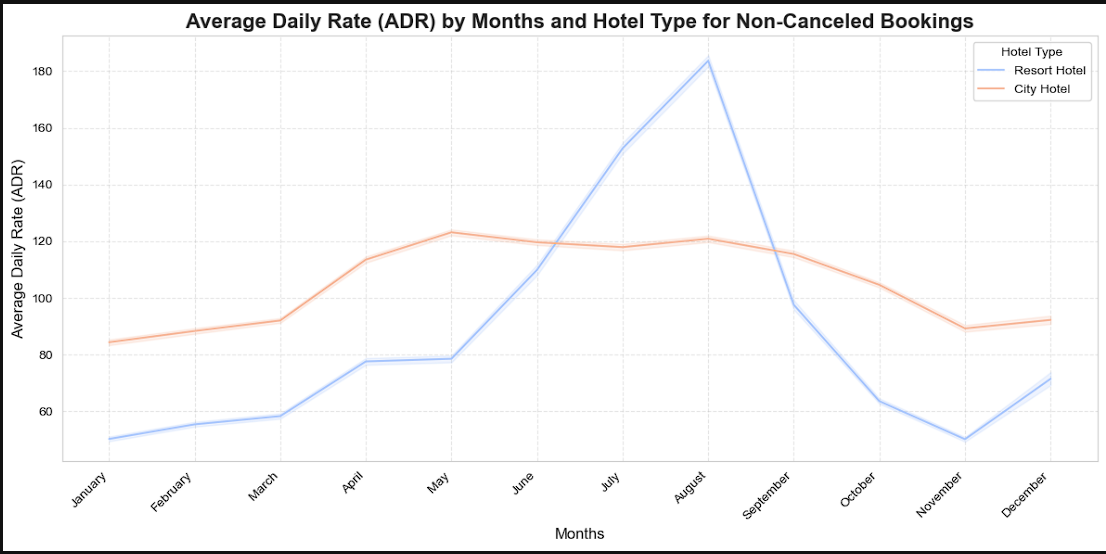 Average Daily Rate (ADR) by Months and Hotel Type for Non-Canceled Bookings
Hotel Type
Resort Hotel
City Hotel
Average Daily Rate (ADR)
180
160
140
120
100
80
60
January
February
March
April
May
June
July
August
September
October
November
December
Months